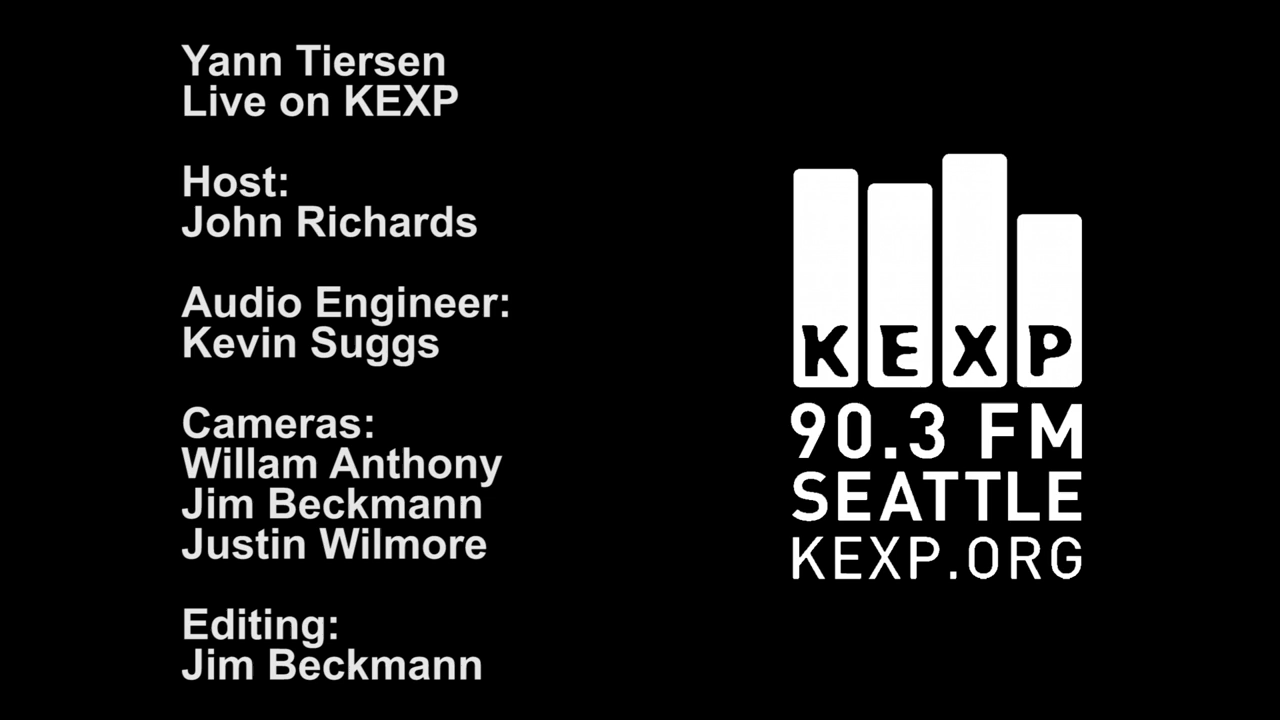 Yann Tiersen
Live on KEXP
Host:
John Richards
Audio Engineer:
Kevin Suggs
Cameras:
Willam Anthony
Jim Beckmann
Justin Wilmore
Editing:
Jim Beckmann
KEXP
90.3 FM
SEATTLE
KEXP.ORG